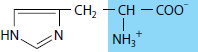 CH₂ CH COO⁻
HN N NH₃⁺